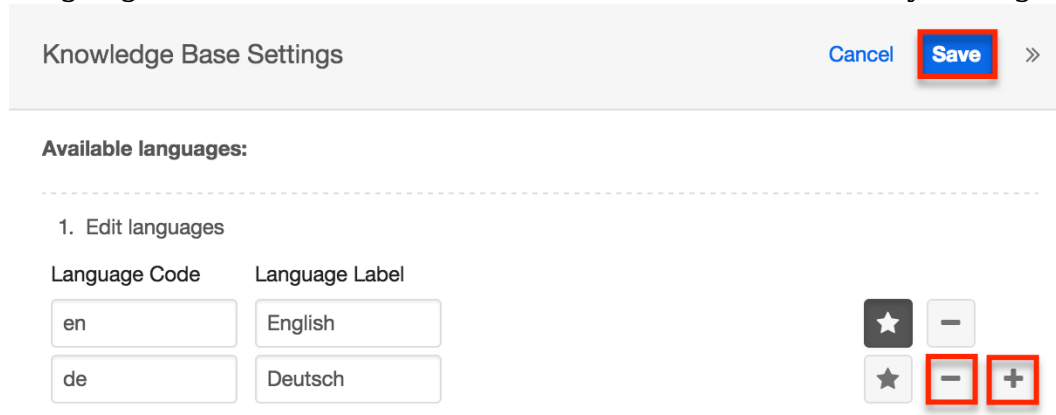 Knowledge Base Settings Cancel Save »
Available languages:
1. Edit languages
Language Code Language Label
en English
de Deutsch